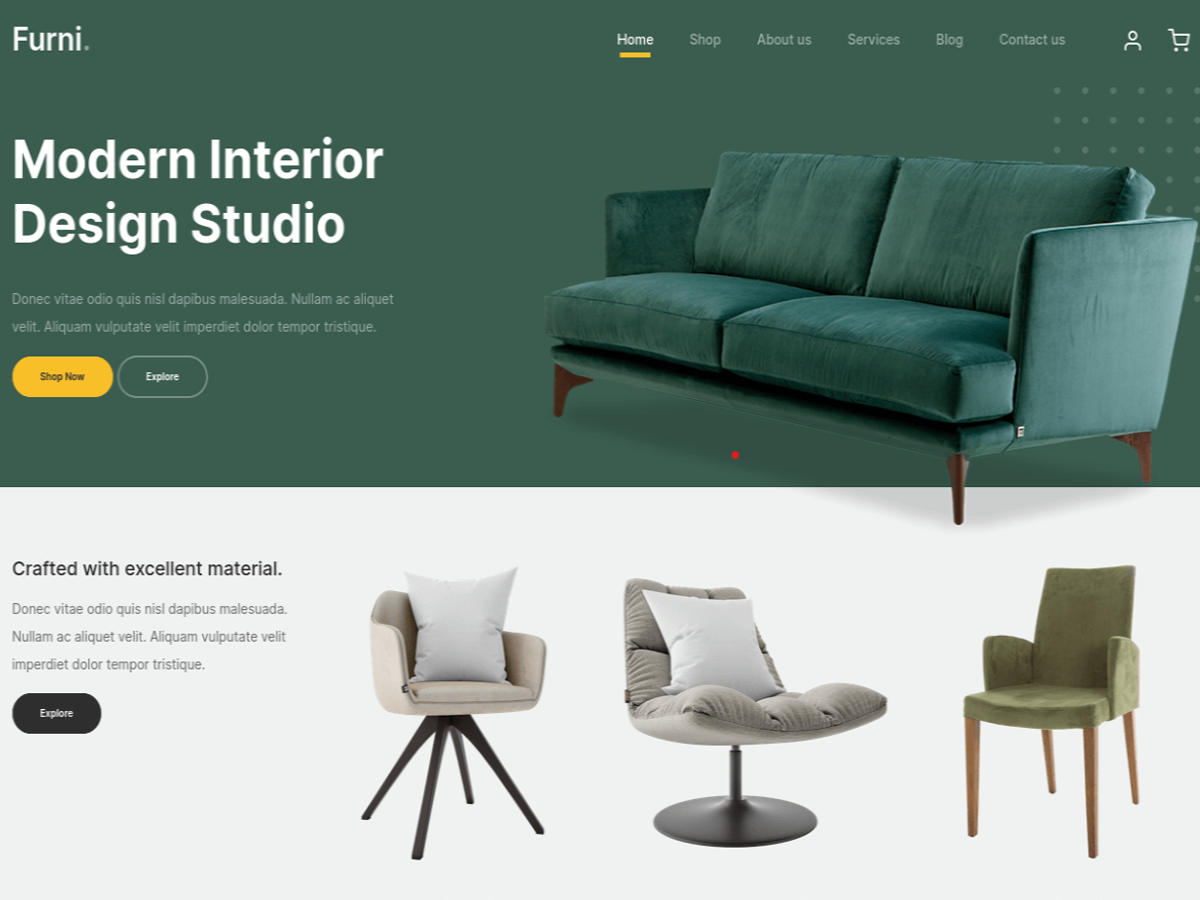 Furni.
Home Shop About us Services Blog Contact us
Modern Interior
Design Studio
Donec vitae odio quis nisl dapibus malesuada. Nullam ac aliquet
velit. Aliquam vulputate velit imperdiet dolor tempor tristique.
Shop Now Explore
Crafted with excellent material.
Donec vitae odio quis nisl dapibus malesuada.
Nullam ac aliquet velit. Aliquam vulputate velit
imperdiet dolor tempor tristique.
Explore